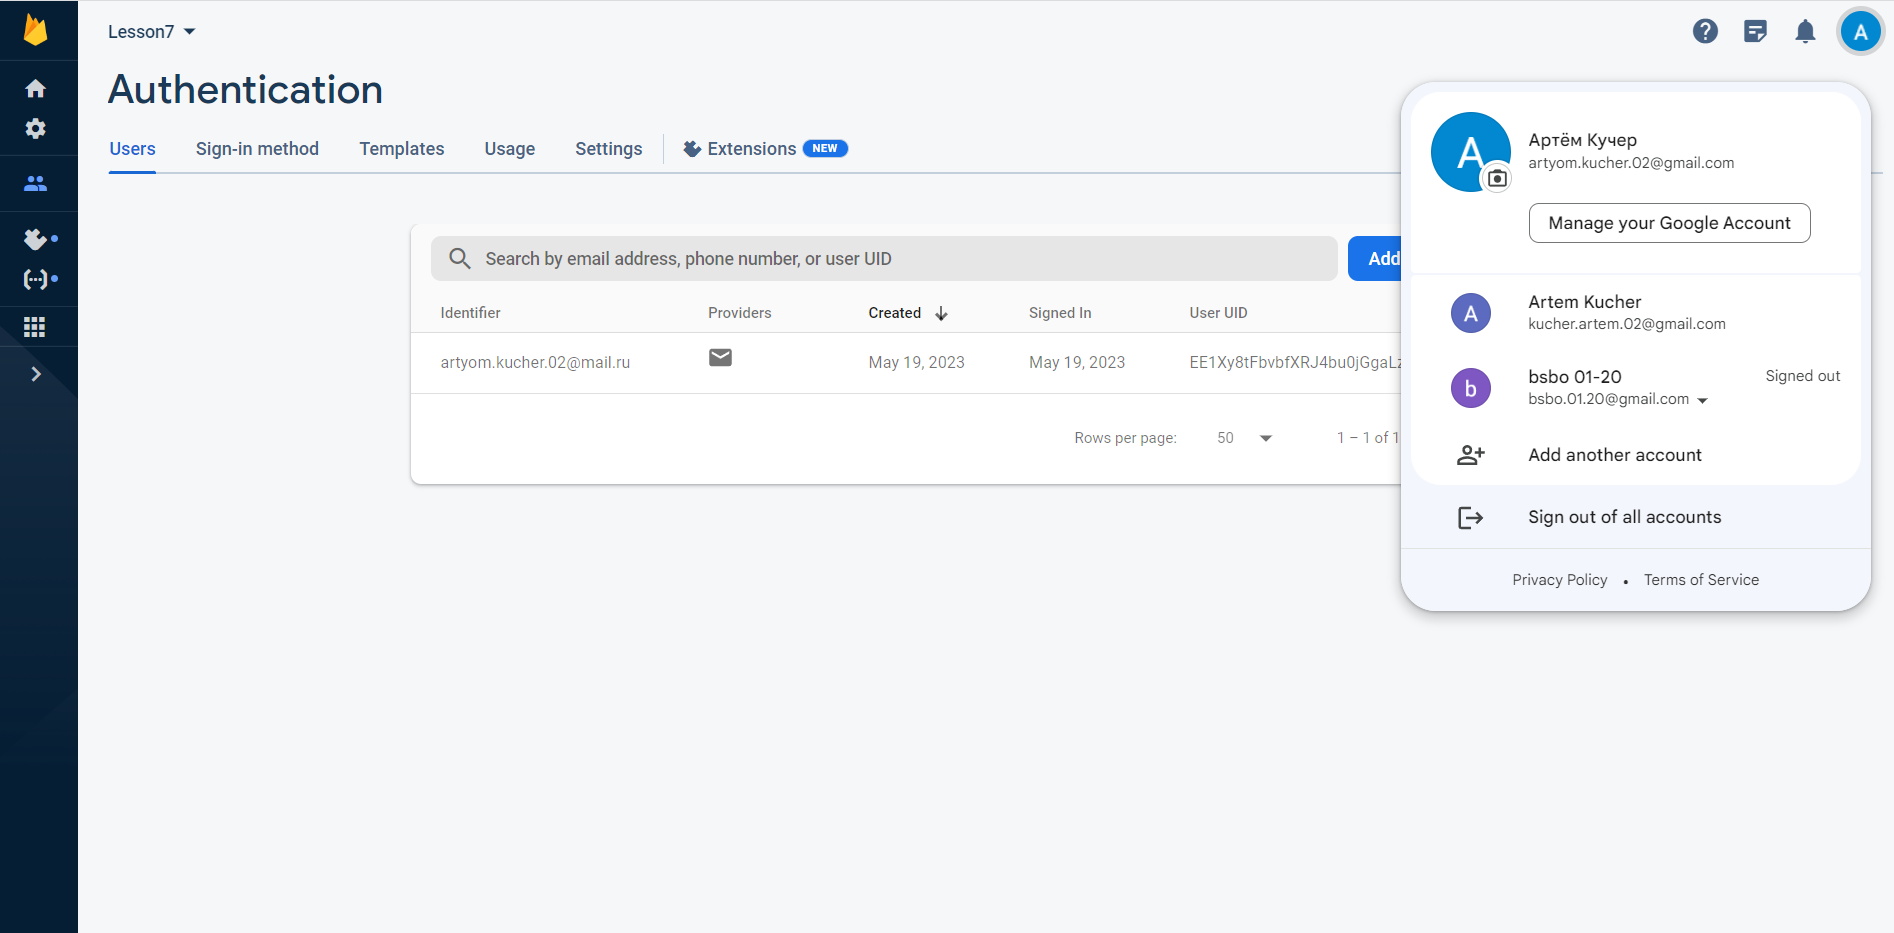 Lesson7
A
Authentication
Users Sign-in method Templates Usage Settings Extensions NEW
Search by email address, phone number, or user UID
Add
Identifier Providers Created Signed In User UID
artyom.kucher.02@mail.ru May 19, 2023 May 19, 2023 EE1Xy8tFbvbfXRJ4bu0jGgaLz
Rows per page: 50 1 – 1 of 1
A
Артём Кучер
artyom.kucher.02@gmail.com
Manage your Google Account
A
Artem Kucher
kucher.artem.02@gmail.com
b
bsbo 01-20 Signed out
bsbo.01.20@gmail.com
Add another account
Sign out of all accounts
Privacy Policy • Terms of Service